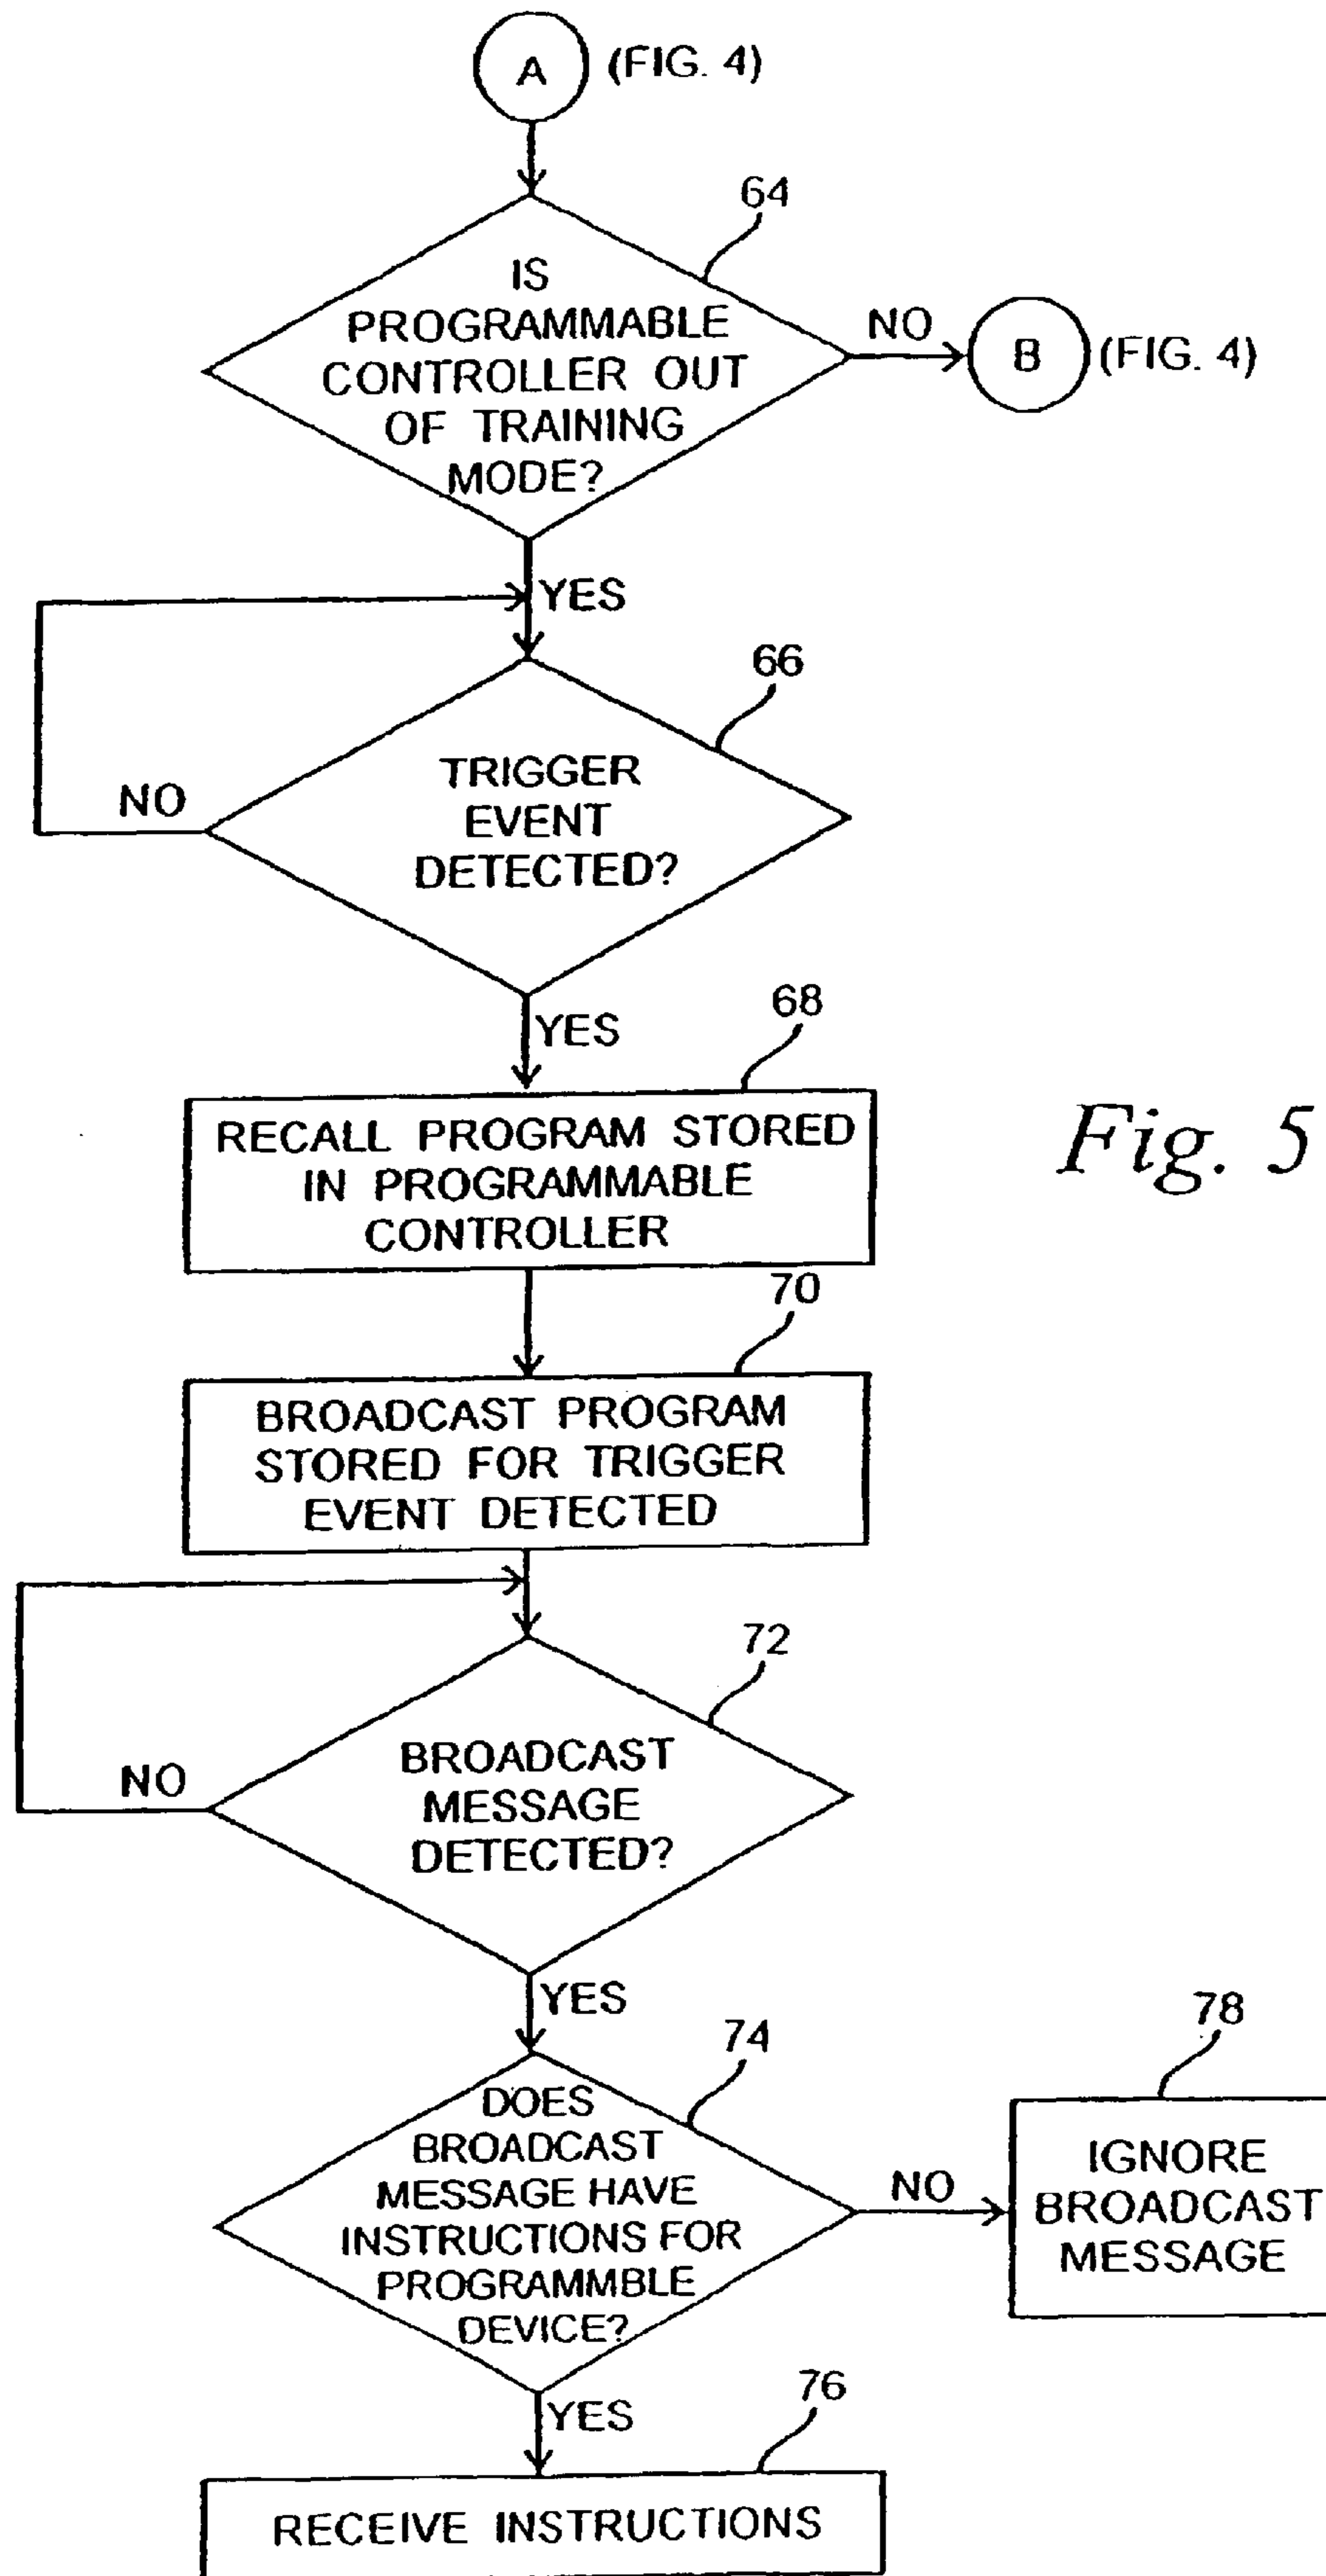 A (FIG. 4)
64
IS
PROGRAMMABLE
CONTROLLER OUT
OF TRAINING
MODE?
NO
B (FIG. 4)
YES
66
TRIGGER
EVENT
DETECTED?
NO
YES
68
RECALL PROGRAM STORED
IN PROGRAMMABLE
CONTROLLER
Fig. 5
70
BROADCAST PROGRAM
STORED FOR TRIGGER
EVENT DETECTED
72
BROADCAST
MESSAGE
DETECTED?
NO
YES
74
DOES
BROADCAST
MESSAGE HAVE
INSTRUCTIONS FOR
PROGRAMMBLE
DEVICE?
NO
78
IGNORE
BROADCAST
MESSAGE
YES
76
RECEIVE INSTRUCTIONS